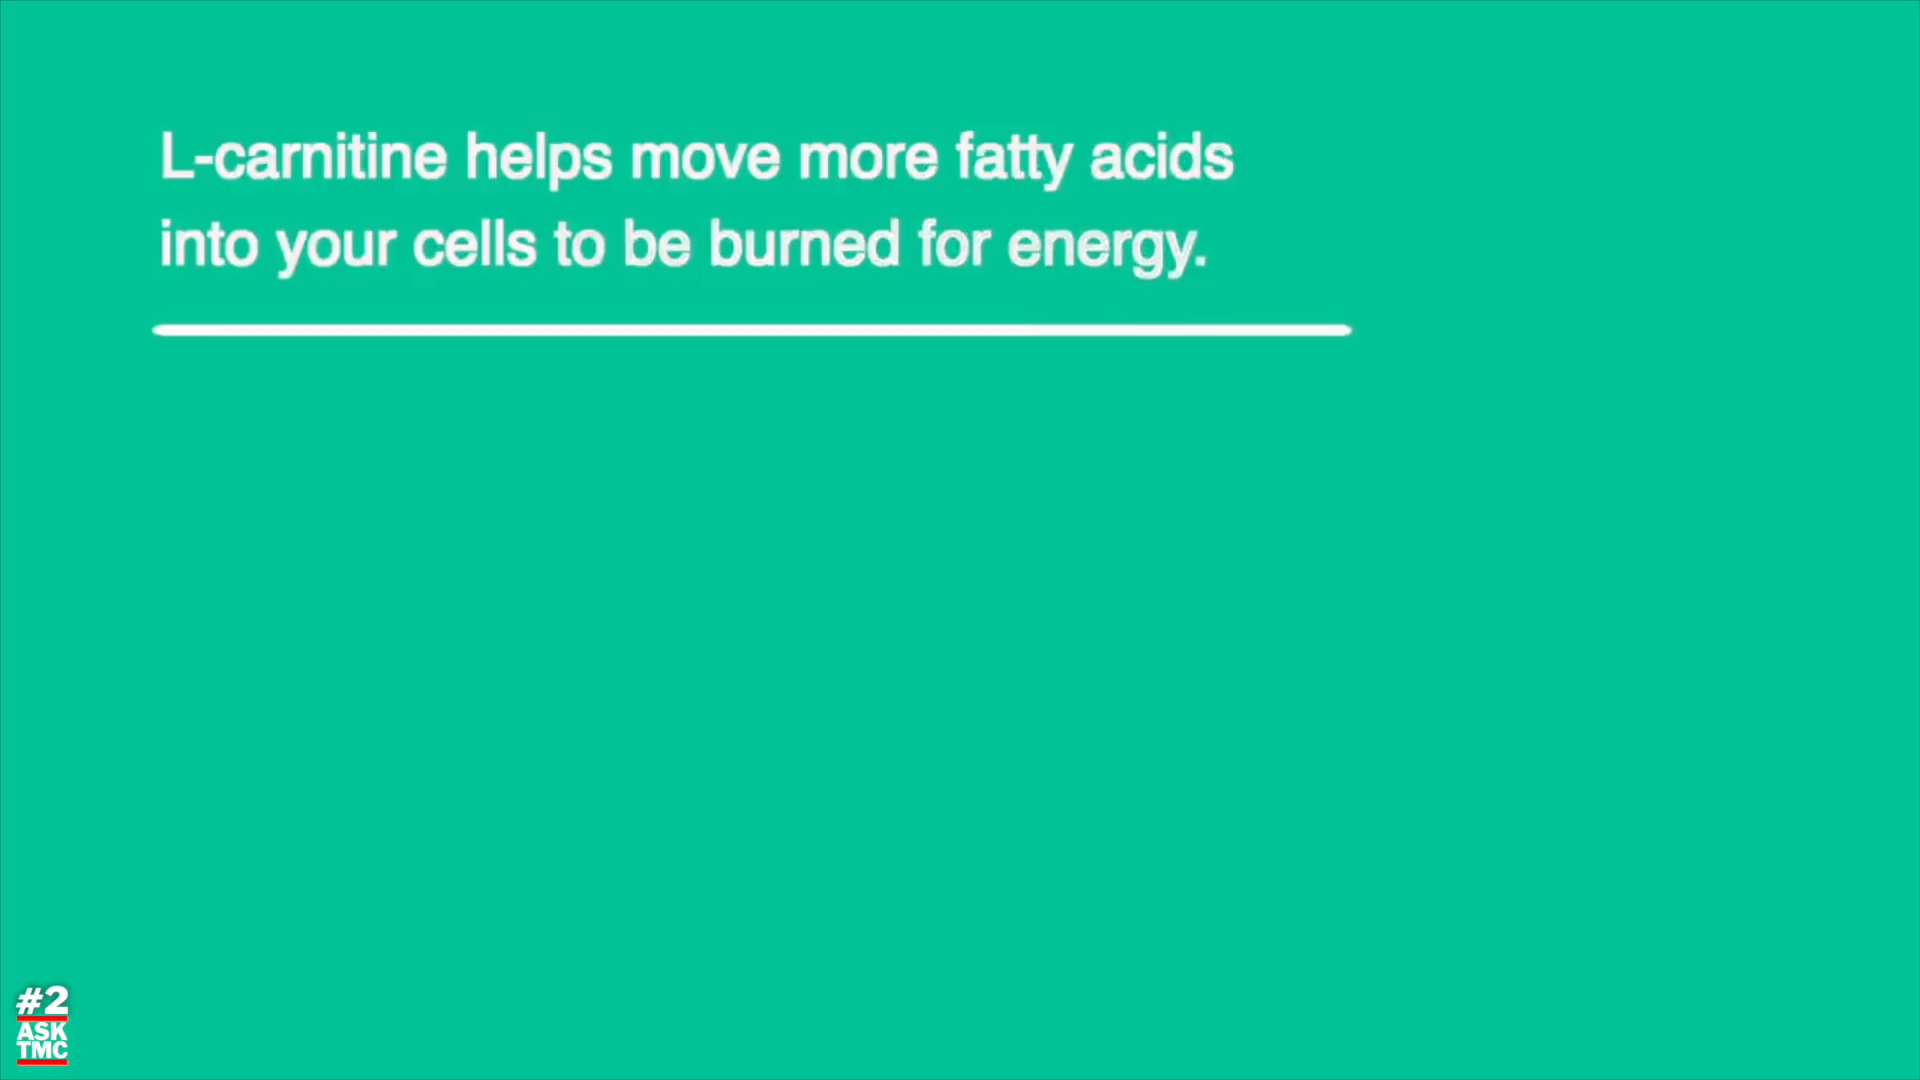 L-carnitine helps move more fatty acids
into your cells to be burned for energy.
#2
ASK
TMC